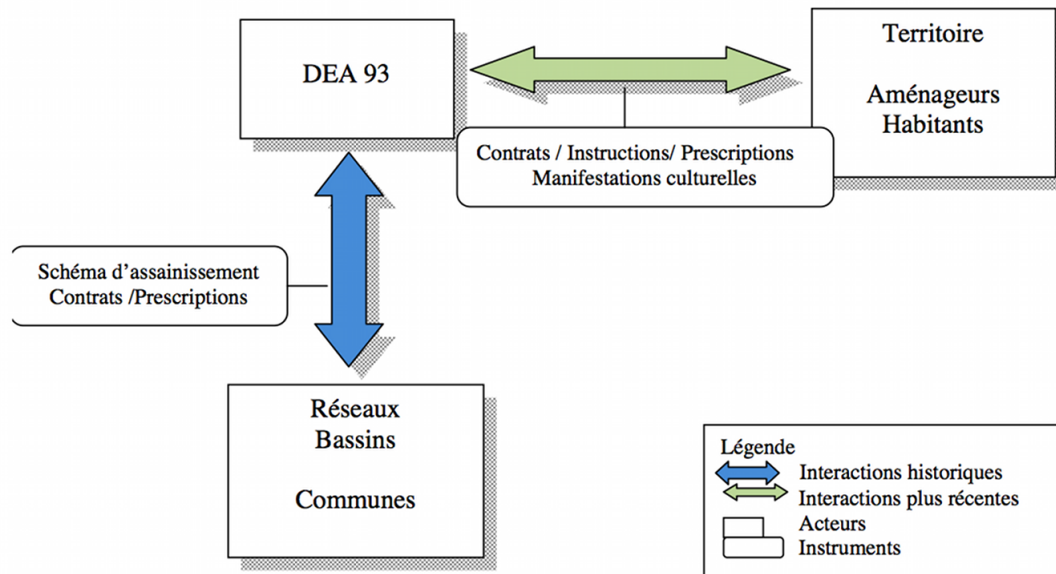 DEA 93
Territoire
Aménageurs
Habitants
Contrats / Instructions/ Prescriptions
Manifestations culturelles
Schéma d’assainissement
Contrats /Prescriptions
Réseaux
Bassins
Communes
Légende
Interactions historiques
Interactions plus récentes
Acteurs
Instruments